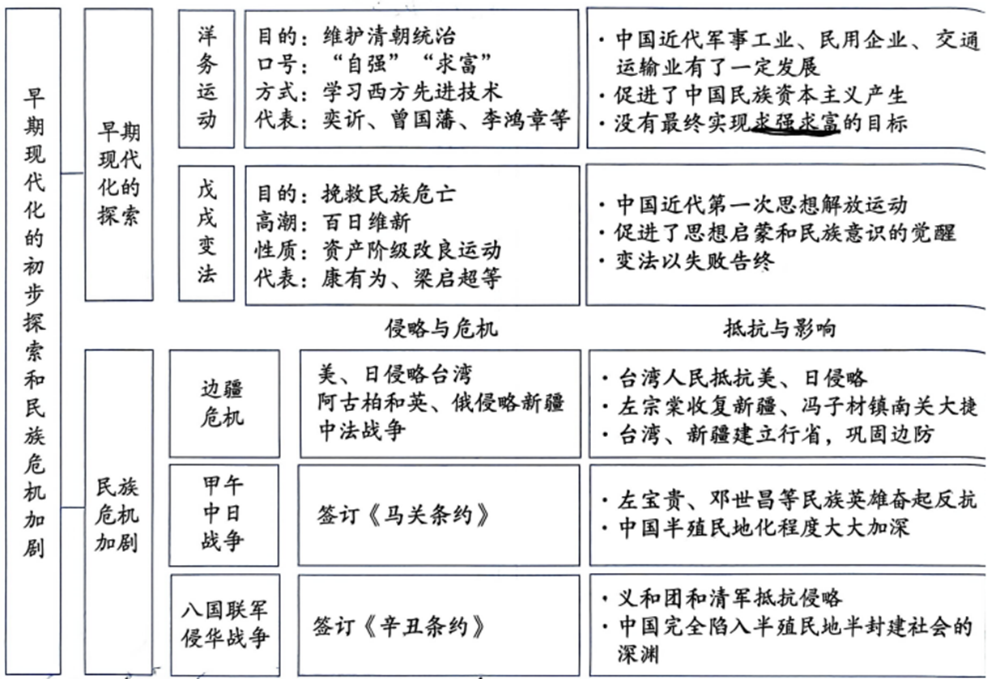 早期现代化的初步探索和民族危机加剧
早期
现代
化的
探索
洋务运动
目的：维护清朝统治
口号：“自强”“求富”
方式：学习西方先进技术
代表：奕䜣、曾国藩、李鸿章等
·中国近代军事工业、民用企业、交通
运输业有了一定发展
·促进了中国民族资本主义产生
·没有最终实现求强求富的目标
戊戌变法
目的：挽救民族危亡
高潮：百日维新
性质：资产阶级改良运动
代表：康有为、梁启超等
·中国近代第一次思想解放运动
·促进了思想启蒙和民族意识的觉醒
·变法以失败告终
侵略与危机
抵抗与影响
民族
危机
加剧
边疆
危机
美、日侵略台湾
阿古柏和英、俄侵略新疆
中法战争
·台湾人民抵抗美、日侵略
·左宗棠收复新疆、冯子材镇南关大捷
·台湾、新疆建立行省，巩固边防
甲午
中日
战争
签订《马关条约》
·左宝贵、邓世昌等民族英雄奋起反抗
·中国半殖民地化程度大大加深
八国联军
侵华战争
签订《辛丑条约》
·义和团和清军抵抗侵略
·中国完全陷入半殖民地半封建社会的
深渊